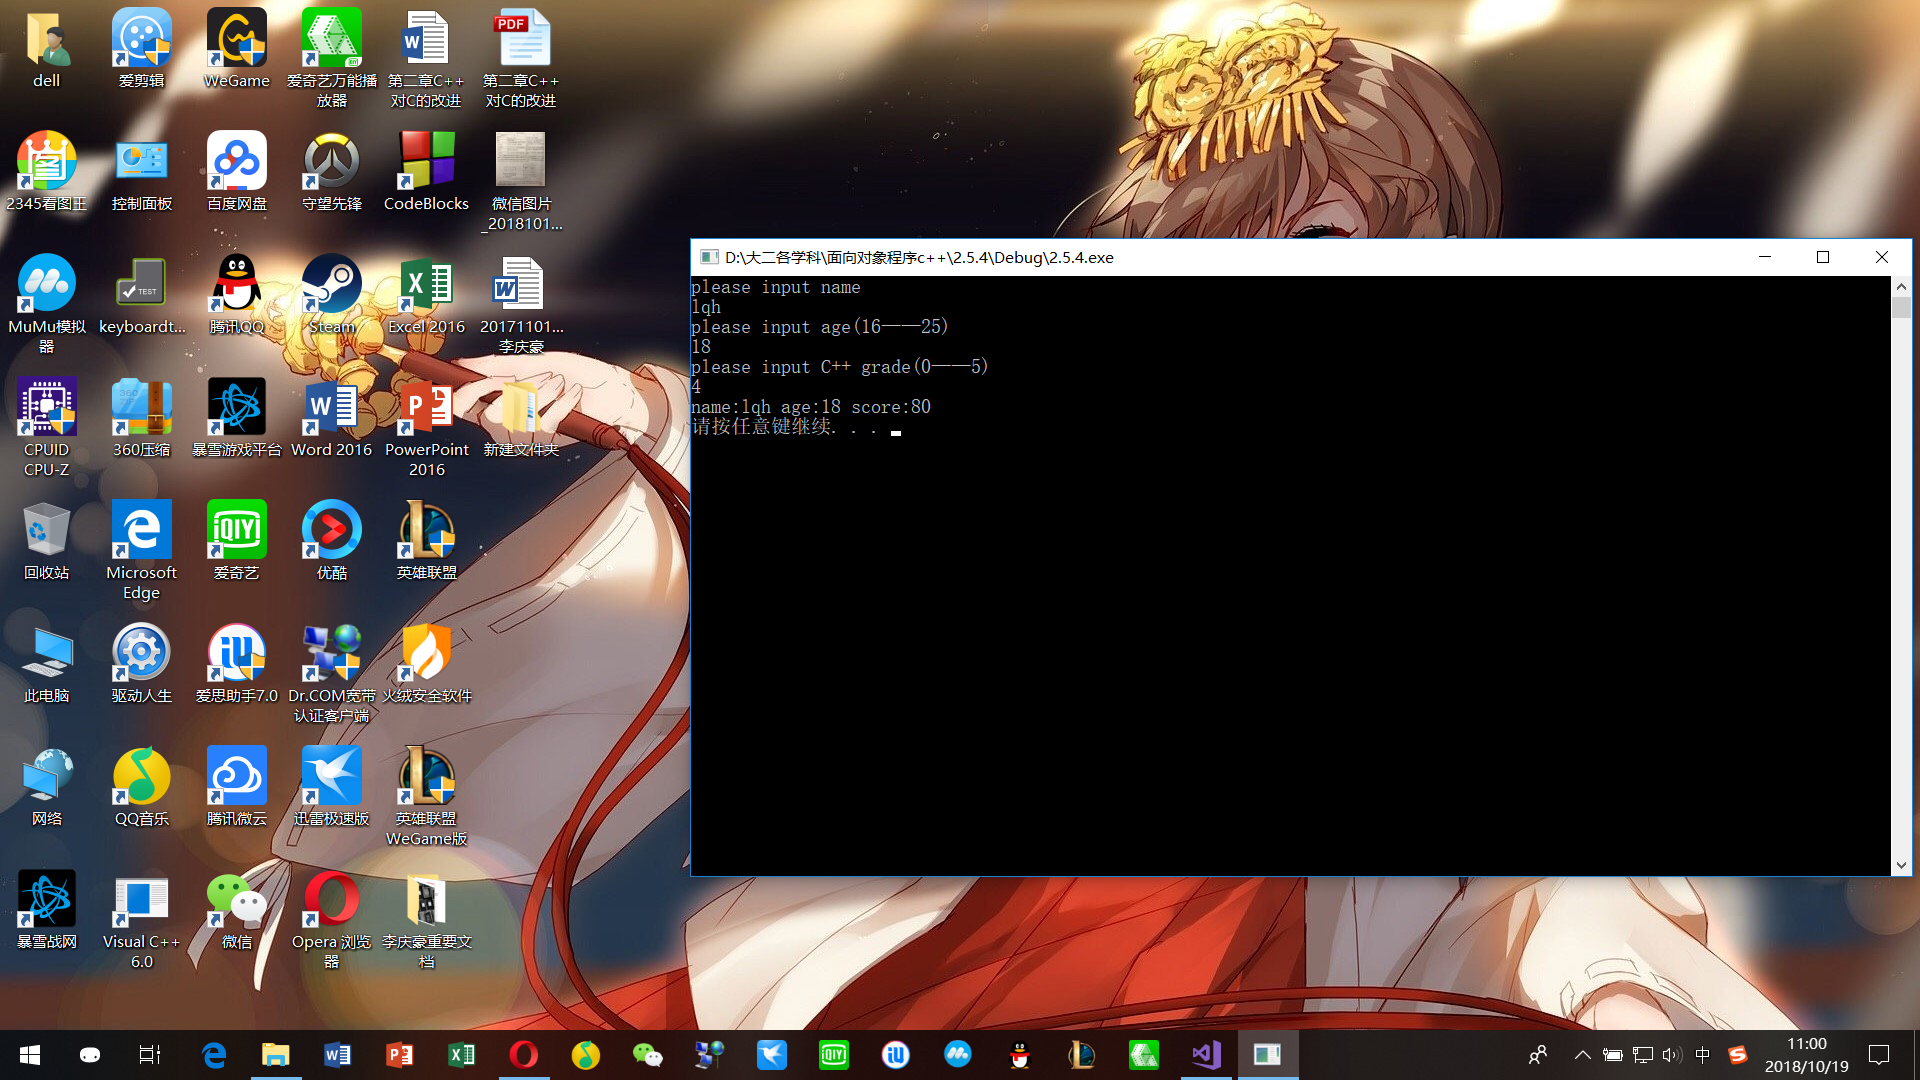 dell
爱剪辑
WeGame
爱奇艺万能播
放器
第二章C++
对C的改进
PDF
第二章C++
对C的改进
2345看图王
控制面板
百度网盘
守望先锋
CodeBlocks
微信图片
_2018101...
MuMu模拟
器
TEST
keyboardt...
腾讯QQ
Steam
Excel 2016
20171101...
李庆豪
CPUID
CPU-Z
360压缩
暴雪游戏平台
Word 2016
PowerPoint
2016
新建文件夹
回收站
Microsoft
Edge
iQIYI
爱奇艺
优酷
英雄联盟
此电脑
驱动人生
爱思助手7.0
Dr.COM宽带
认证客户端
火绒安全软件
网络
QQ音乐
腾讯微云
迅雷极速版
英雄联盟
WeGame版
暴雪战网
Visual C++
6.0
微信
Opera 浏览
器
李庆豪重要文
档
D:\大二各学科\面向对象程序c++\2.5.4\Debug\2.5.4.exe
please input name
lqh
please input age(16——25)
18
please input C++ grade(0——5)
4
name:lqh age:18 score:80
请按任意键继续. . .
中
11:00
2018/10/19